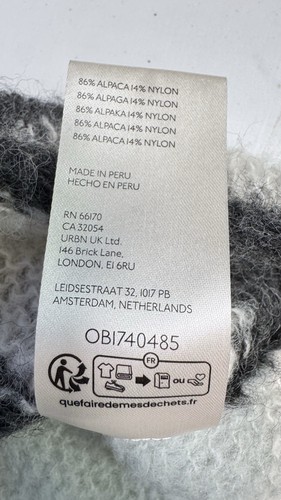 86% ALPACA 14% NYLON
86% ALPAGA 14% NYLON
86% ALPAKA 14% NYLON
86% ALPACA 14% NYLON
86% ALPACA 14% NYLON
MADE IN PERU
HECHO EN PERU
RN 66170
CA 32054
URBN UK Ltd.
146 Brick Lane,
LONDON, E1 6RU
LEIDSESTRAAT 32, 1017 PB
AMSTERDAM, NETHERLANDS
OB1740485
FR
ou
quefairedemesdechets.fr